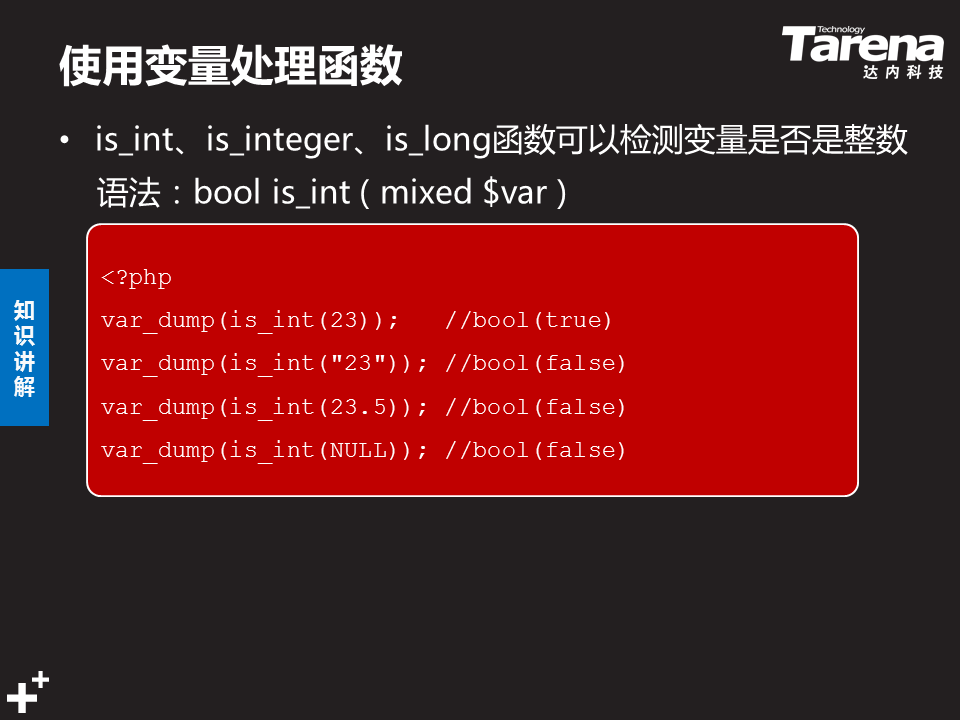 使用变量处理函数
Technology
Tarena
达内科技
• is_int、is_integer、is_long函数可以检测变量是否是整数
语法：bool is_int ( mixed $var )
<?php
var_dump(is_int(23));   //bool(true)
var_dump(is_int("23")); //bool(false)
var_dump(is_int(23.5)); //bool(false)
var_dump(is_int(NULL)); //bool(false)
知
识
讲
解